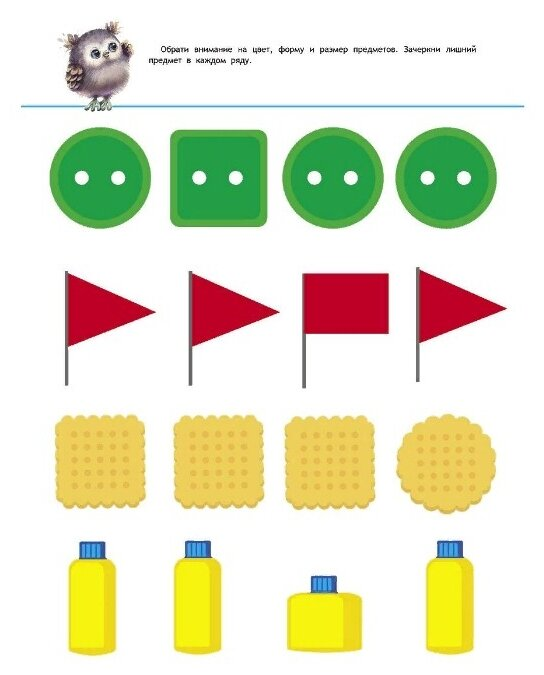 Обрати внимание на цвет, форму и размер предметов. Зачеркни лишний
предмет в каждом ряду.